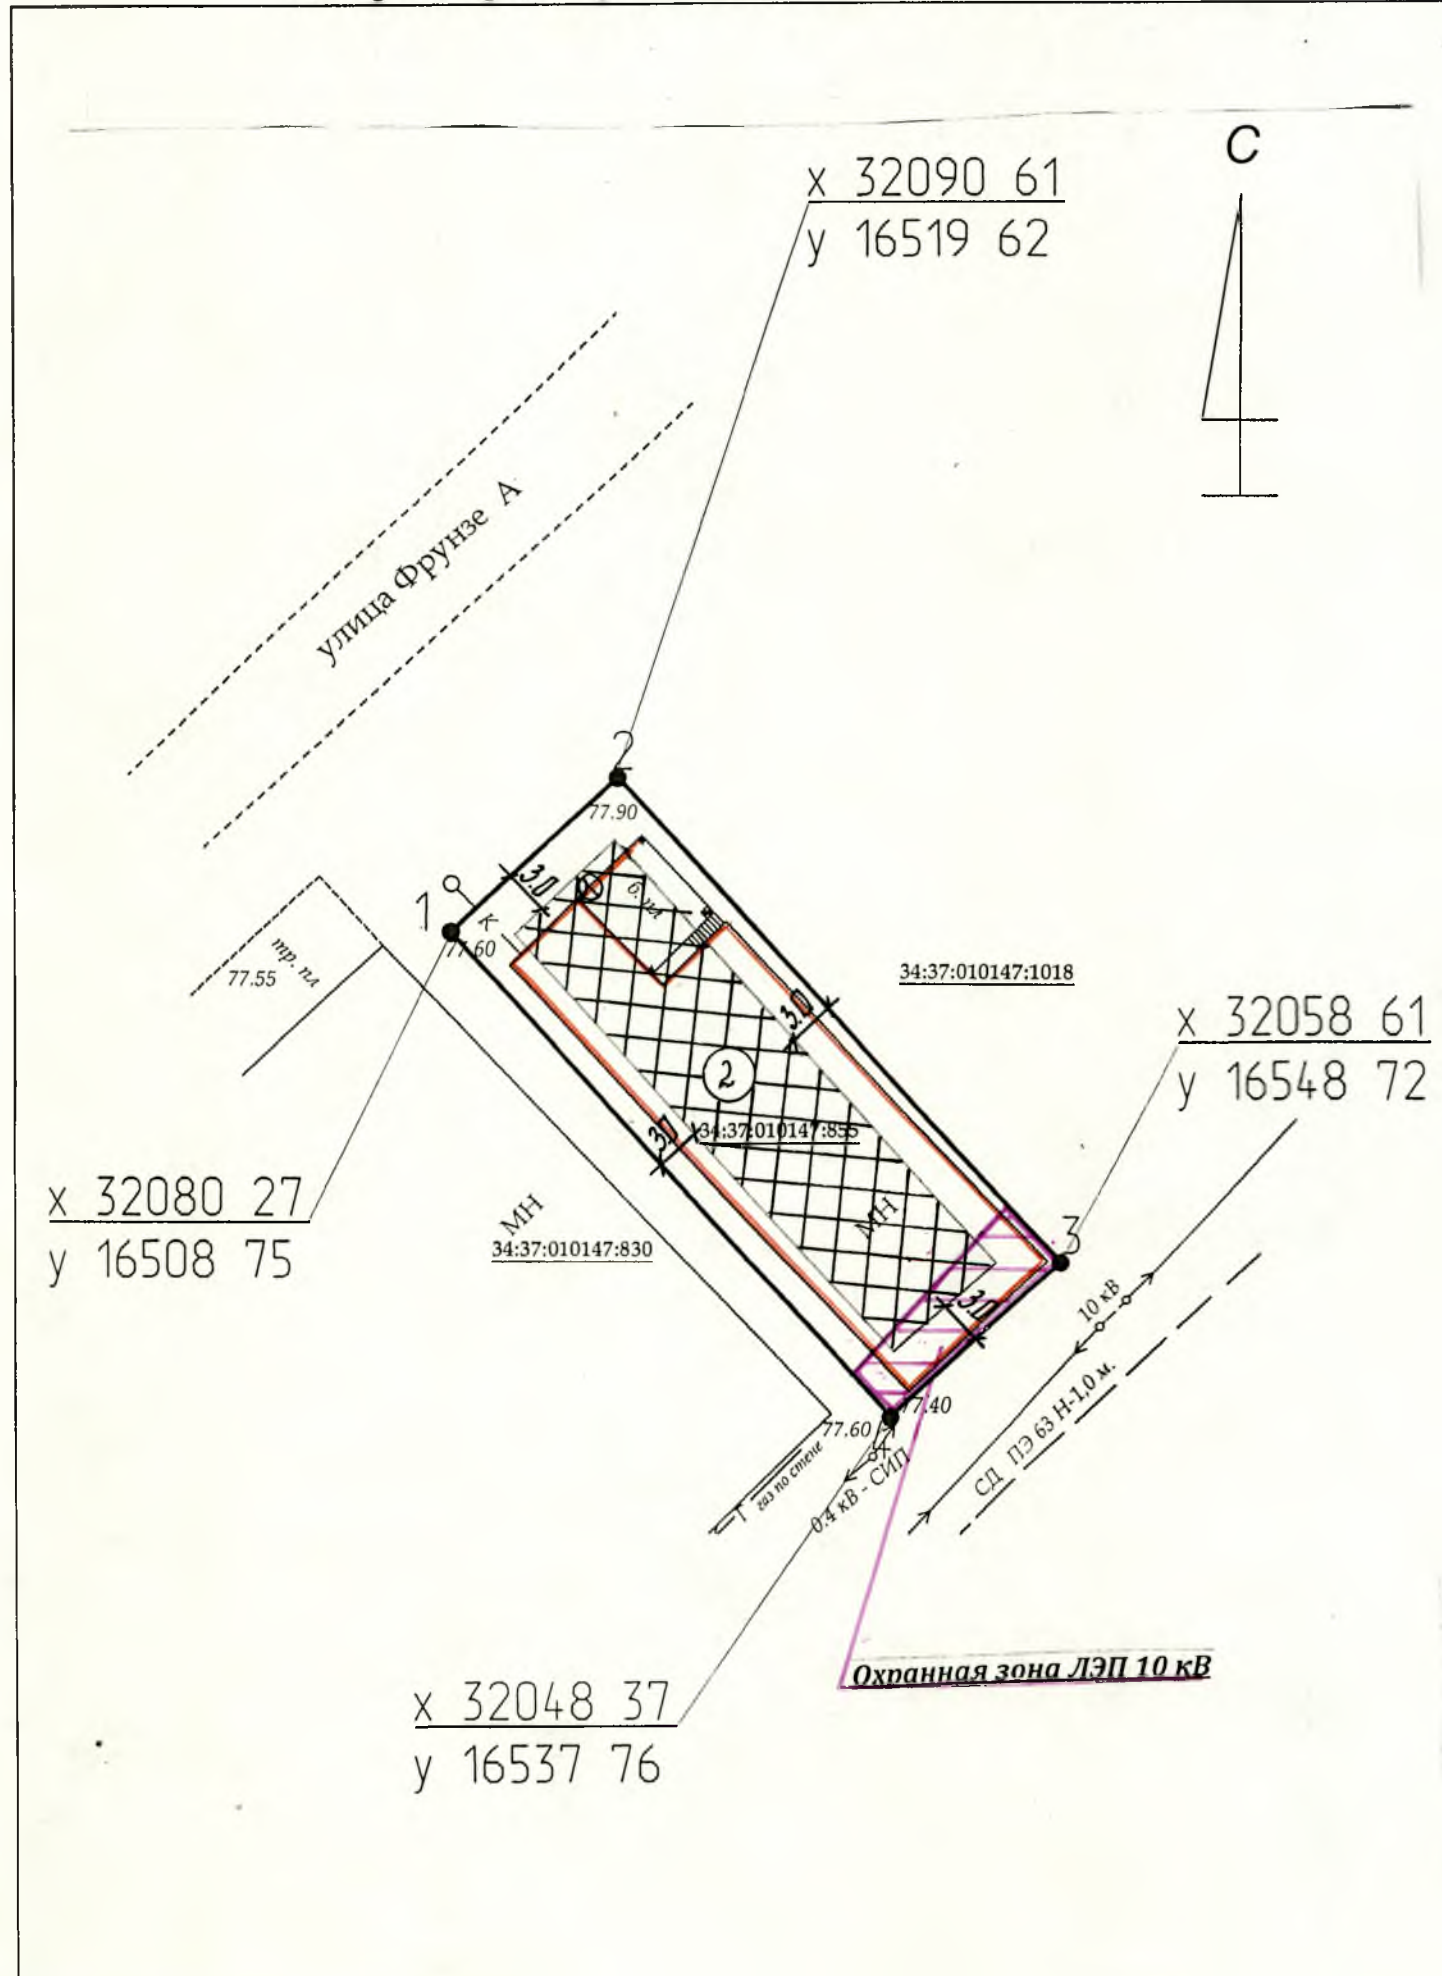 С
x 32090 61
y 16519 62
улица Фрунзе А
2
77.90
3.0
1
К
77.60
б. пл
тр. пл
77.55
34:37:010147:1018
3.0
x 32058 61
y 16548 72
2
34:37:010147:855
3.0
x 32080 27
y 16508 75
МН
34:37:010147:830
МН
3
3.0
10 кВ
77.40
77.60
4
СД ПЭ 63 Н-1,0 м.
Г газ по стене
0.4 кВ - СИП
Охранная зона ЛЭП 10 кВ
x 32048 37
y 16537 76